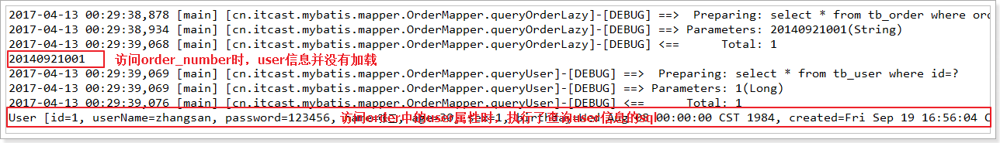 2017-04-13 00:29:38,878 [main] [cn.itcast.mybatis.mapper.OrderMapper.queryOrderLazy]-[DEBUG] ==>  Preparing: select * from tb_order where ord
2017-04-13 00:29:38,934 [main] [cn.itcast.mybatis.mapper.OrderMapper.queryOrderLazy]-[DEBUG] ==> Parameters: 20140921001(String)
2017-04-13 00:29:39,068 [main] [cn.itcast.mybatis.mapper.OrderMapper.queryOrderLazy]-[DEBUG] <==      Total: 1
20140921001 访问order_number时，user信息并没有加载
2017-04-13 00:29:39,069 [main] [cn.itcast.mybatis.mapper.OrderMapper.queryUser]-[DEBUG] ==>  Preparing: select * from tb_user where id=?
2017-04-13 00:29:39,069 [main] [cn.itcast.mybatis.mapper.OrderMapper.queryUser]-[DEBUG] ==> Parameters: 1(Long)
2017-04-13 00:29:39,076 [main] [cn.itcast.mybatis.mapper.OrderMapper.queryUser]-[DEBUG] <==      Total: 1
User [id=1, userName=zhangsan, password=123456, 00:00:00 CST 1984, created=Fri Sep 19 16:56:04 C
访问order中的user属性时，执行了查询user信息的sql